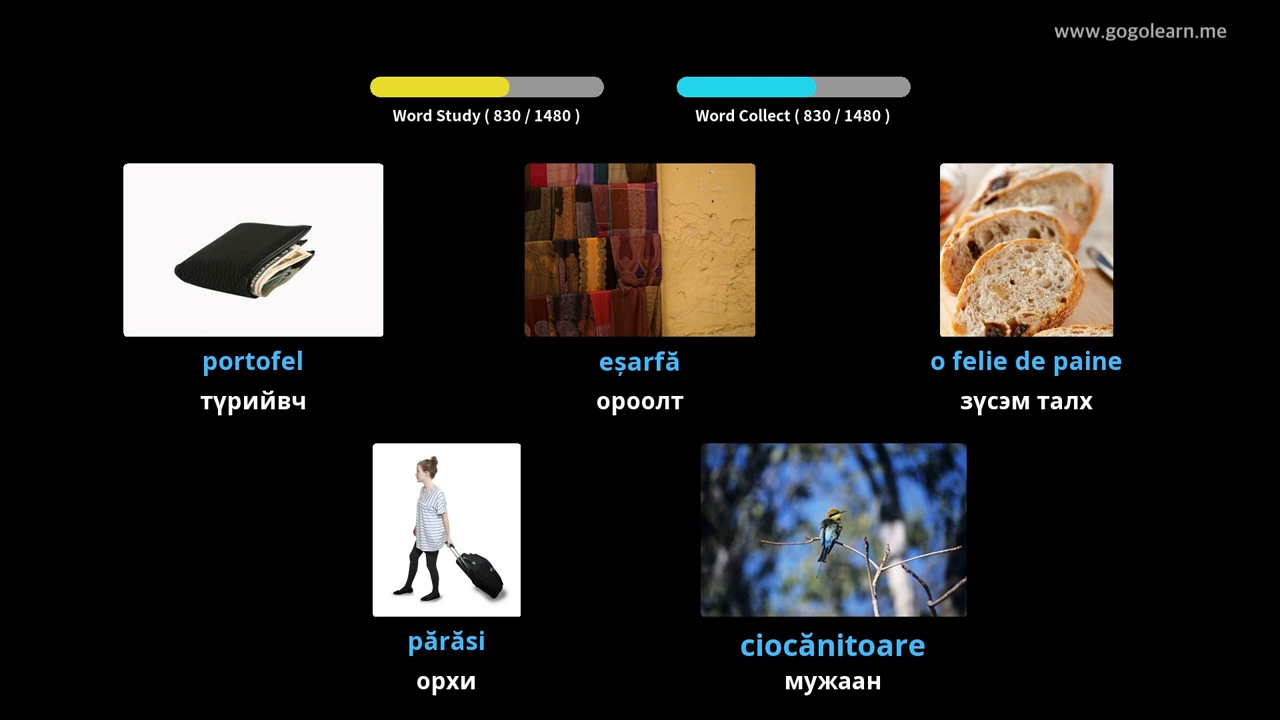 www.gogolearn.me
Word Study ( 830 / 1480 )
Word Collect ( 830 / 1480 )
portofel
eșarfă
o felie de paine
түрийвч
ороолт
зүсэм талх
părăsi
ciocănitoare
орхи
мужаан